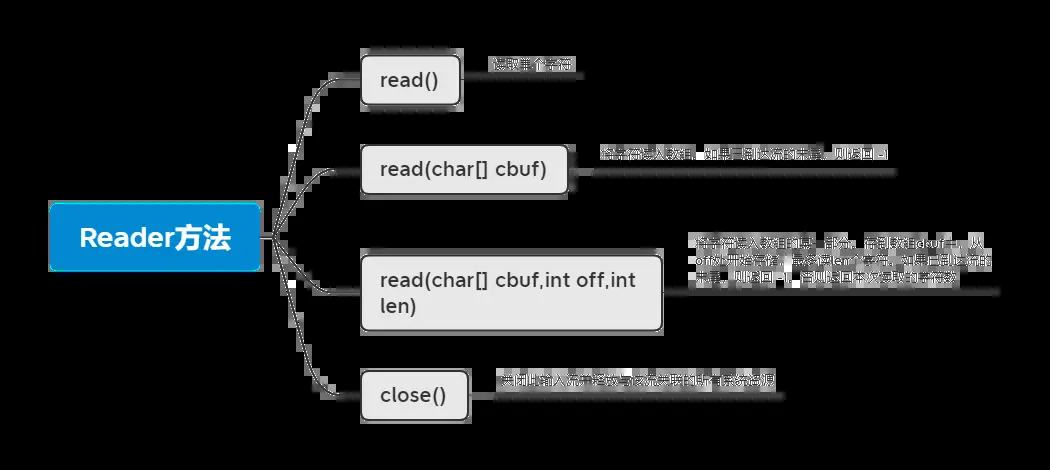 Reader方法
read()
读取单个字符
read(char[] cbuf)
将字符读入数组，如果已到达流的末尾，则返回 -1
read(char[] cbuf,int off,int
len)
将字符读入数组的某一部分，存到数组cbuf中，从
off处开始存储，最多读len个字符，如果已到达流的
末尾，则返回 -1，否则返回本次读取的字符数
close()
关闭此输入流并释放与该流关联的所有系统资源